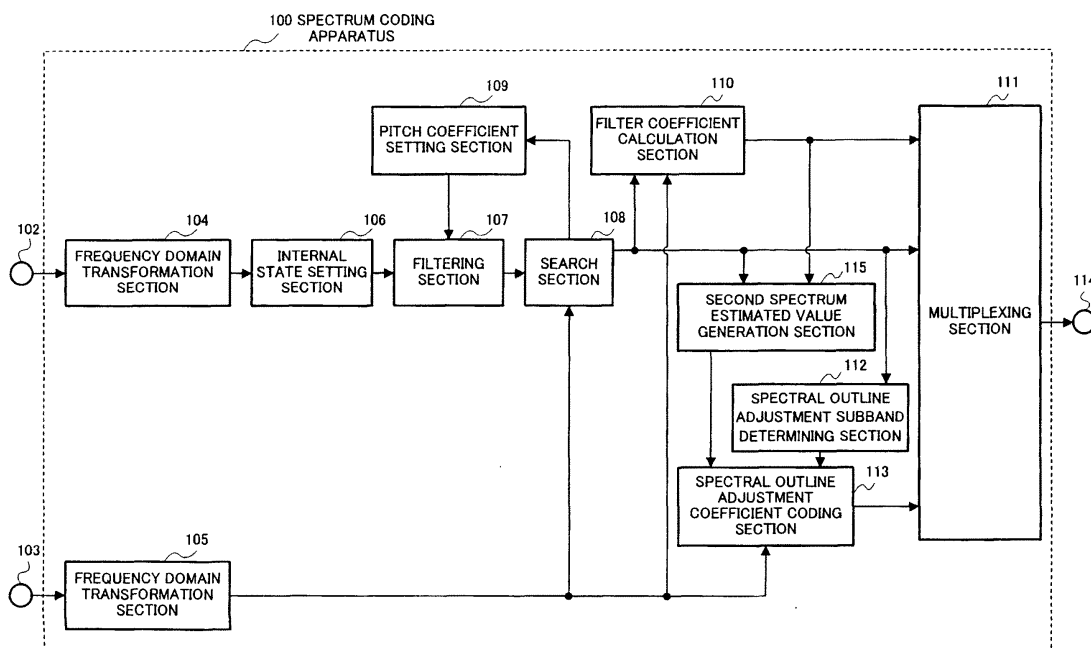 100 SPECTRUM CODING
APPARATUS
109
PITCH COEFFICIENT
SETTING SECTION
110
FILTER COEFFICIENT
CALCULATION
SECTION
111
MULTIPLEXING
SECTION
102
104
FREQUENCY DOMAIN
TRANSFORMATION
SECTION
106
INTERNAL
STATE SETTING
SECTION
107
FILTERING
SECTION
108
SEARCH
SECTION
115
SECOND SPECTRUM
ESTIMATED VALUE
GENERATION SECTION
114
112
SPECTRAL OUTLINE
ADJUSTMENT SUBBAND
DETERMINING SECTION
113
SPECTRAL OUTLINE
ADJUSTMENT
COEFFICIENT CODING
SECTION
103
105
FREQUENCY DOMAIN
TRANSFORMATION
SECTION